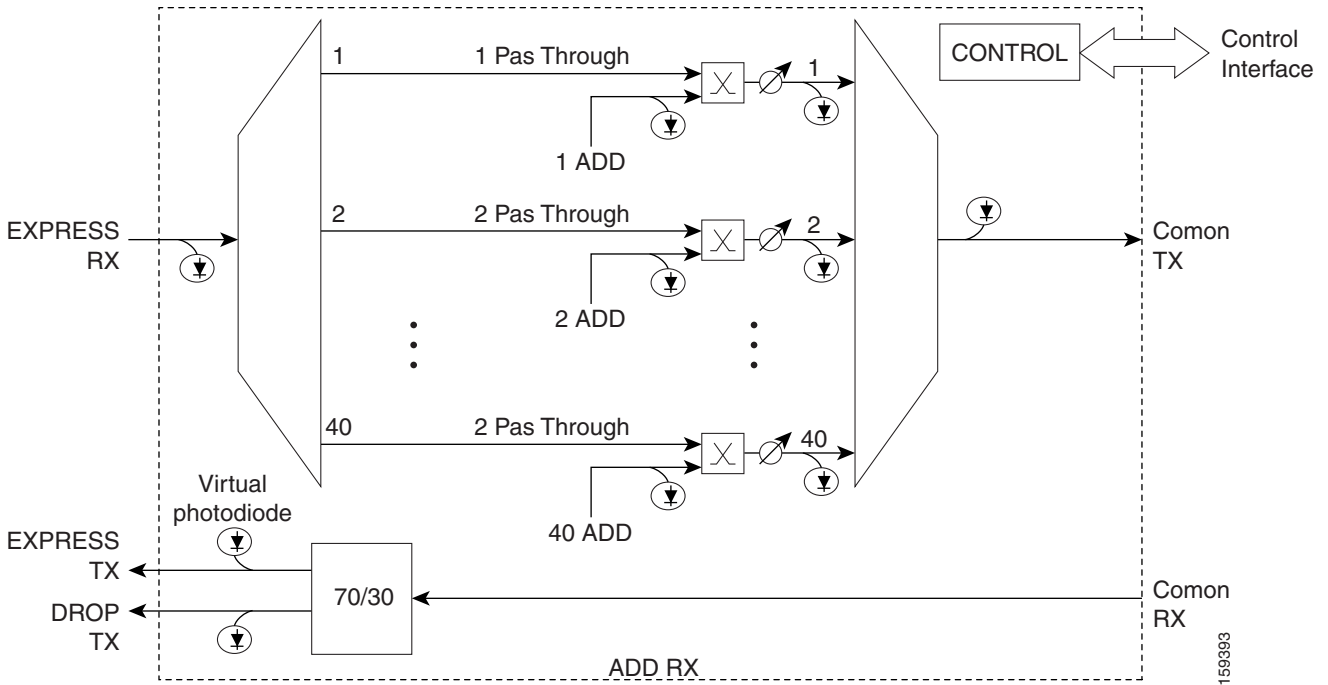 CONTROL
Control
Interface
1
1 Pas Through
1
1 ADD
EXPRESS
RX
2
2 Pas Through
2
2 ADD
Comon
TX
40
2 Pas Through
40
40 ADD
Virtual
photodiode
EXPRESS
TX
DROP
TX
70/30
Comon
RX
ADD RX
159393